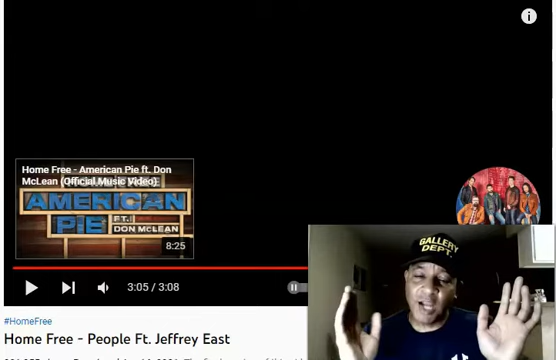 Home Free - American Pie ft. Don
McLean (Official Music Video)
AMERICAN
PIE
FT.
DON McLEAN
8:25
3:05 / 3:08
GALLERY
DEPT.
#HomeFree
Home Free - People Ft. Jeffrey East